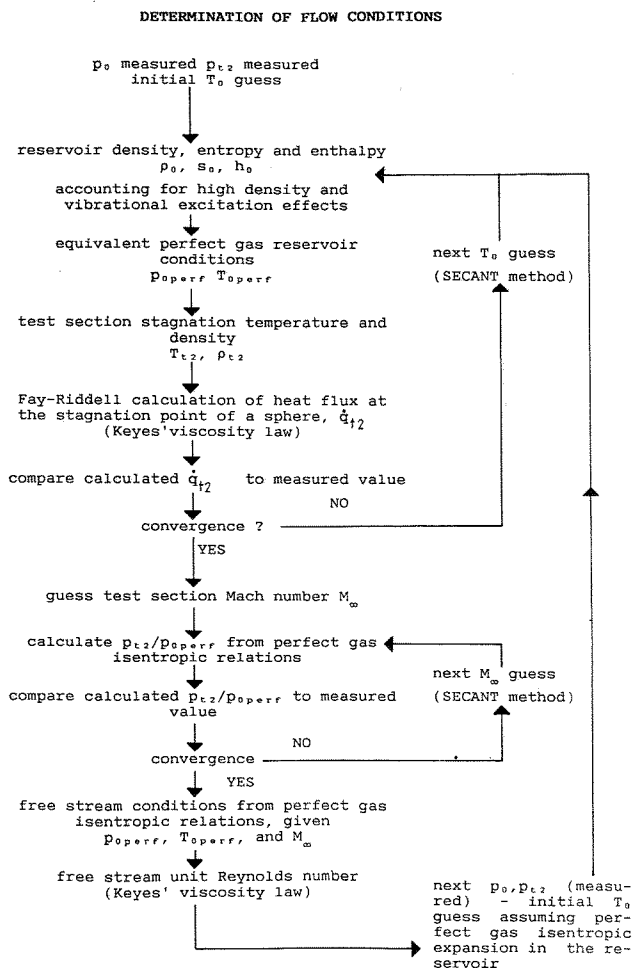 DETERMINATION OF FLOW CONDITIONS
p₀ measured pₜ₂ measured
initial T₀ guess
reservoir density, entropy and enthalpy
ρ₀, s₀, h₀
accounting for high density and
vibrational excitation effects
equivalent perfect gas reservoir
conditions
p₀ₚₑᵣf T₀ₚₑᵣf
next T₀ guess
(SECANT method)
test section stagnation temperature and
density
Tₜ₂, ρₜ₂
Fay-Riddell calculation of heat flux at
the stagnation point of a sphere, q̇ₜ₂
(Keyes'viscosity law)
compare calculated q̇ₜ₂ to measured value
NO
convergence ?
YES
guess test section Mach number M∞
calculate pₜ₂/p₀ₚₑᵣf from perfect gas
isentropic relations
next M∞ guess
(SECANT method)
compare calculated pₜ₂/p₀ₚₑᵣf to measured
value
NO
convergence
YES
free stream conditions from perfect gas
isentropic relations, given
p₀ₚₑᵣf, T₀ₚₑᵣf, and M∞
free stream unit Reynolds number
(Keyes' viscosity law)
next p₀,pₜ₂ (measu-
red) - initial T₀
guess assuming per-
fect gas isentropic
expansion in the re-
servoir